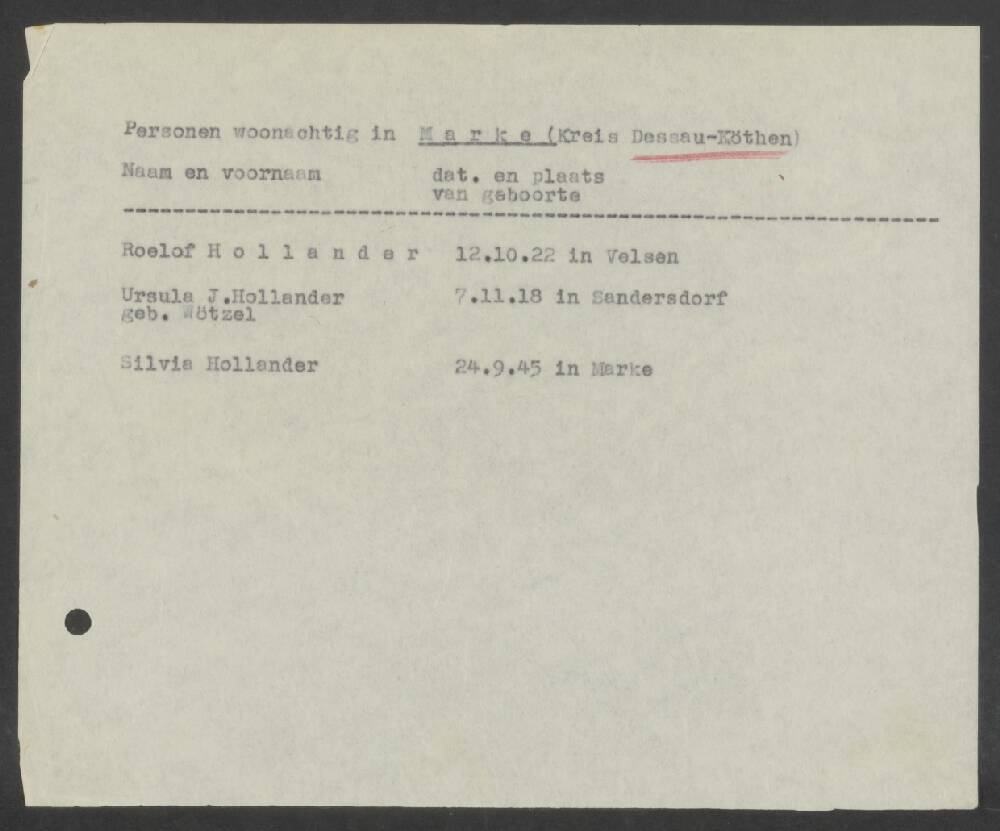 Personen woonachtig in M a r k e (Kreis Dessau-Köthen)
Naam en voornaam dat. en plaats
van geboorte
Roelof H o l l a n d e r 12.10.22 in Velsen
Ursula J.Hollander 7.11.18 in Sandersdorf
geb. Wötzel
Silvia Hollander 24.9.45 in Marke